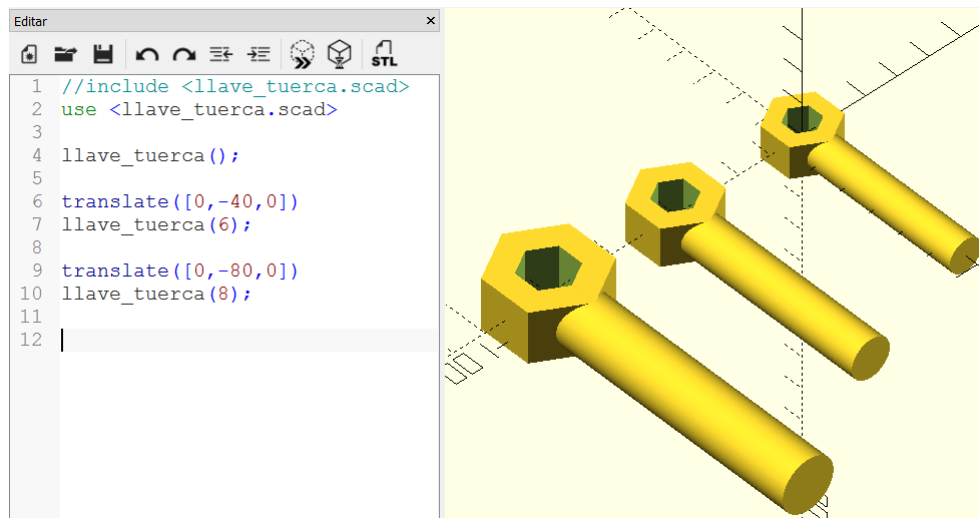 Editar
×
STL
1 //include <llave_tuerca.scad>
2 use <llave_tuerca.scad>
3
4 llave_tuerca();
5
6 translate([0,-40,0])
7 llave_tuerca(6);
8
9 translate([0,-80,0])
10 llave_tuerca(8);
11
12